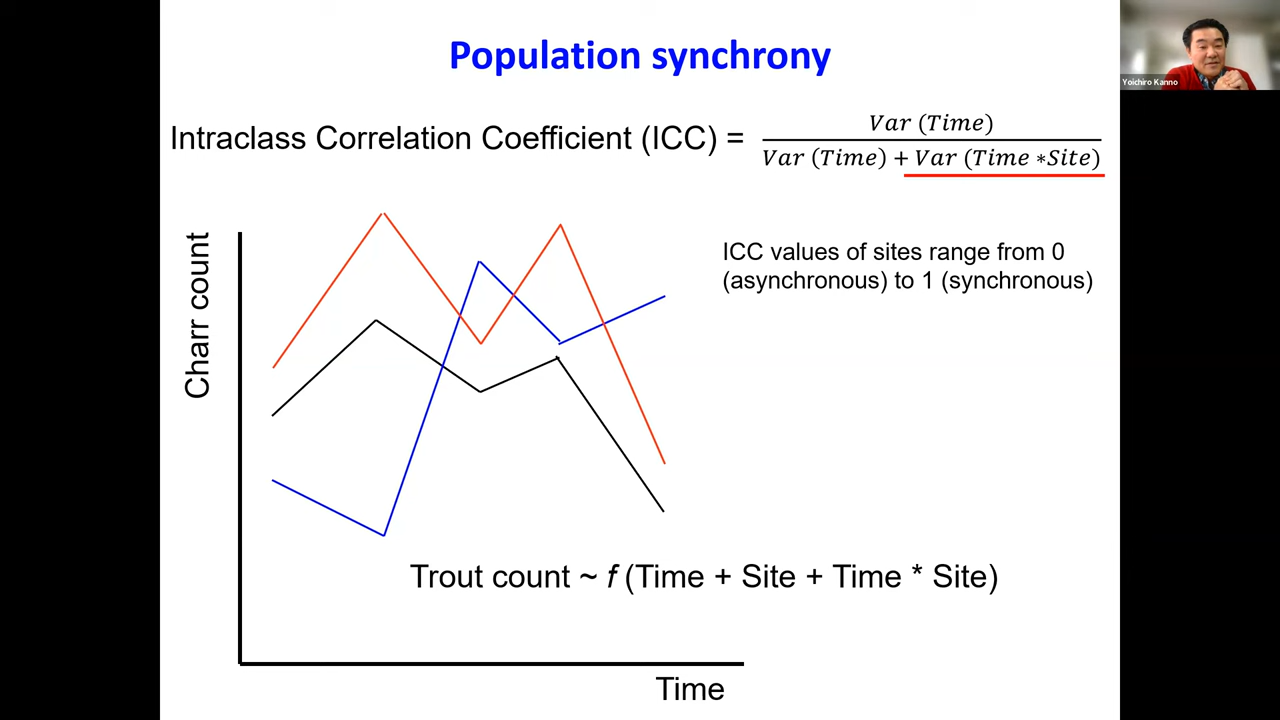 Population synchrony
Yoichiro Kanno
Intraclass Correlation Coefficient (ICC) =
Var (Time)
Var (Time) + Var (Time *Site)
Charr count
ICC values of sites range from 0
(asynchronous) to 1 (synchronous)
Trout count ~ f (Time + Site + Time * Site)
Time